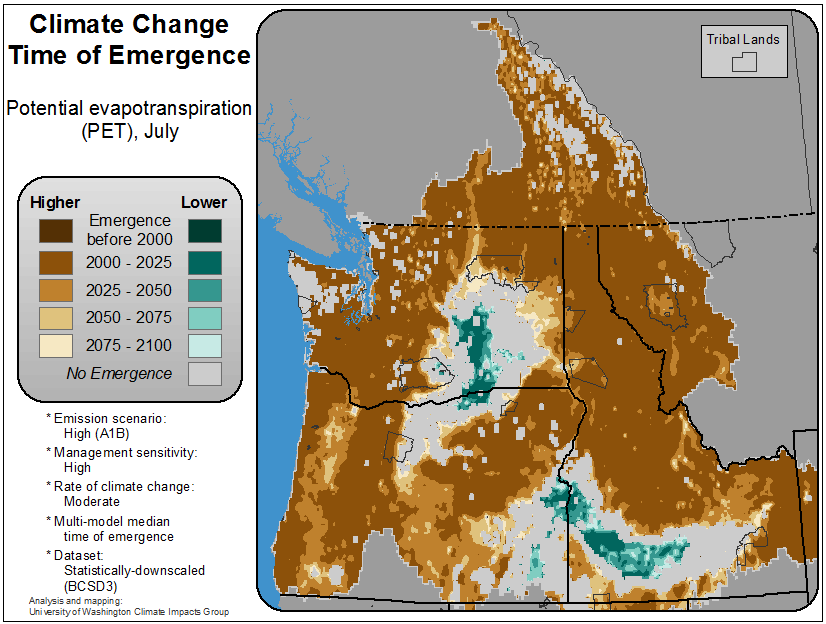 Climate Change
Time of Emergence
Potential evapotranspiration
(PET), July
Higher
Lower
Emergence
before 2000
2000 - 2025
2025 - 2050
2050 - 2075
2075 - 2100
No Emergence
* Emission scenario:
High (A1B)
* Management sensitivity:
High
* Rate of climate change:
Moderate
* Multi-model median
time of emergence
* Dataset:
Statistically-downscaled
(BCSD3)
Analysis and mapping:
University of Washington Climate Impacts Group
Tribal Lands